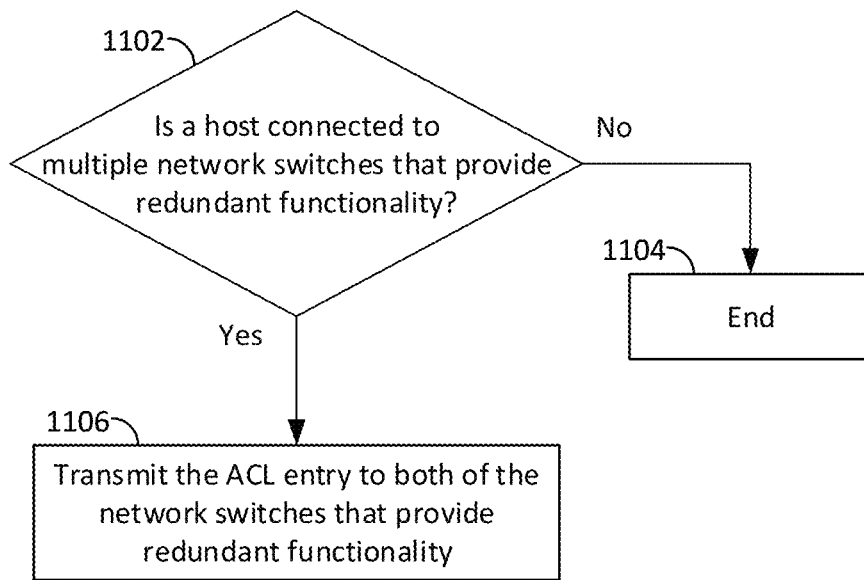 1102
Is a host connected to
multiple network switches that provide
redundant functionality?
No
1104
End
Yes
1106
Transmit the ACL entry to both of the
network switches that provide
redundant functionality